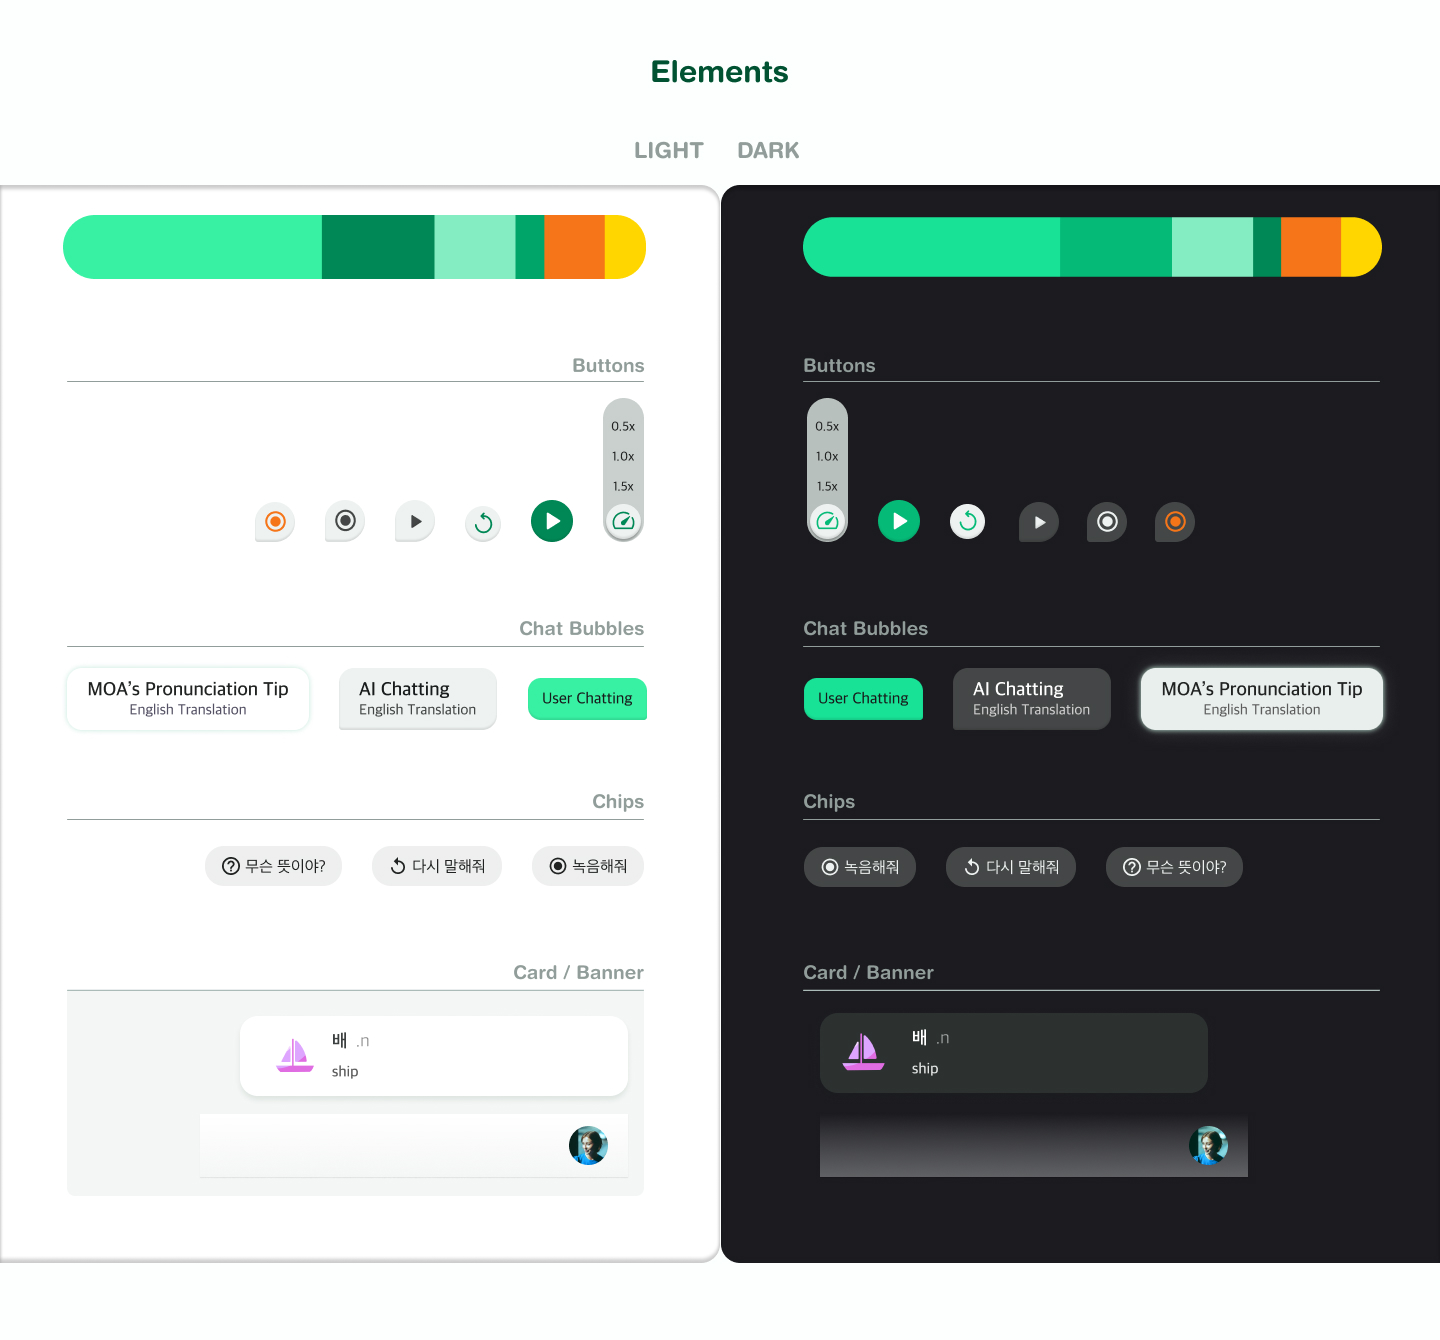 Elements
LIGHT
DARK
Buttons
0.5x
1.0x
1.5x
Chat Bubbles
MOA’s Pronunciation Tip
English Translation
AI Chatting
English Translation
User Chatting
Chips
무슨 뜻이야?
다시 말해줘
녹음해줘
Card / Banner
배 .n
ship
Buttons
0.5x
1.0x
1.5x
Chat Bubbles
User Chatting
AI Chatting
English Translation
MOA’s Pronunciation Tip
English Translation
Chips
녹음해줘
다시 말해줘
무슨 뜻이야?
Card / Banner
배 .n
ship